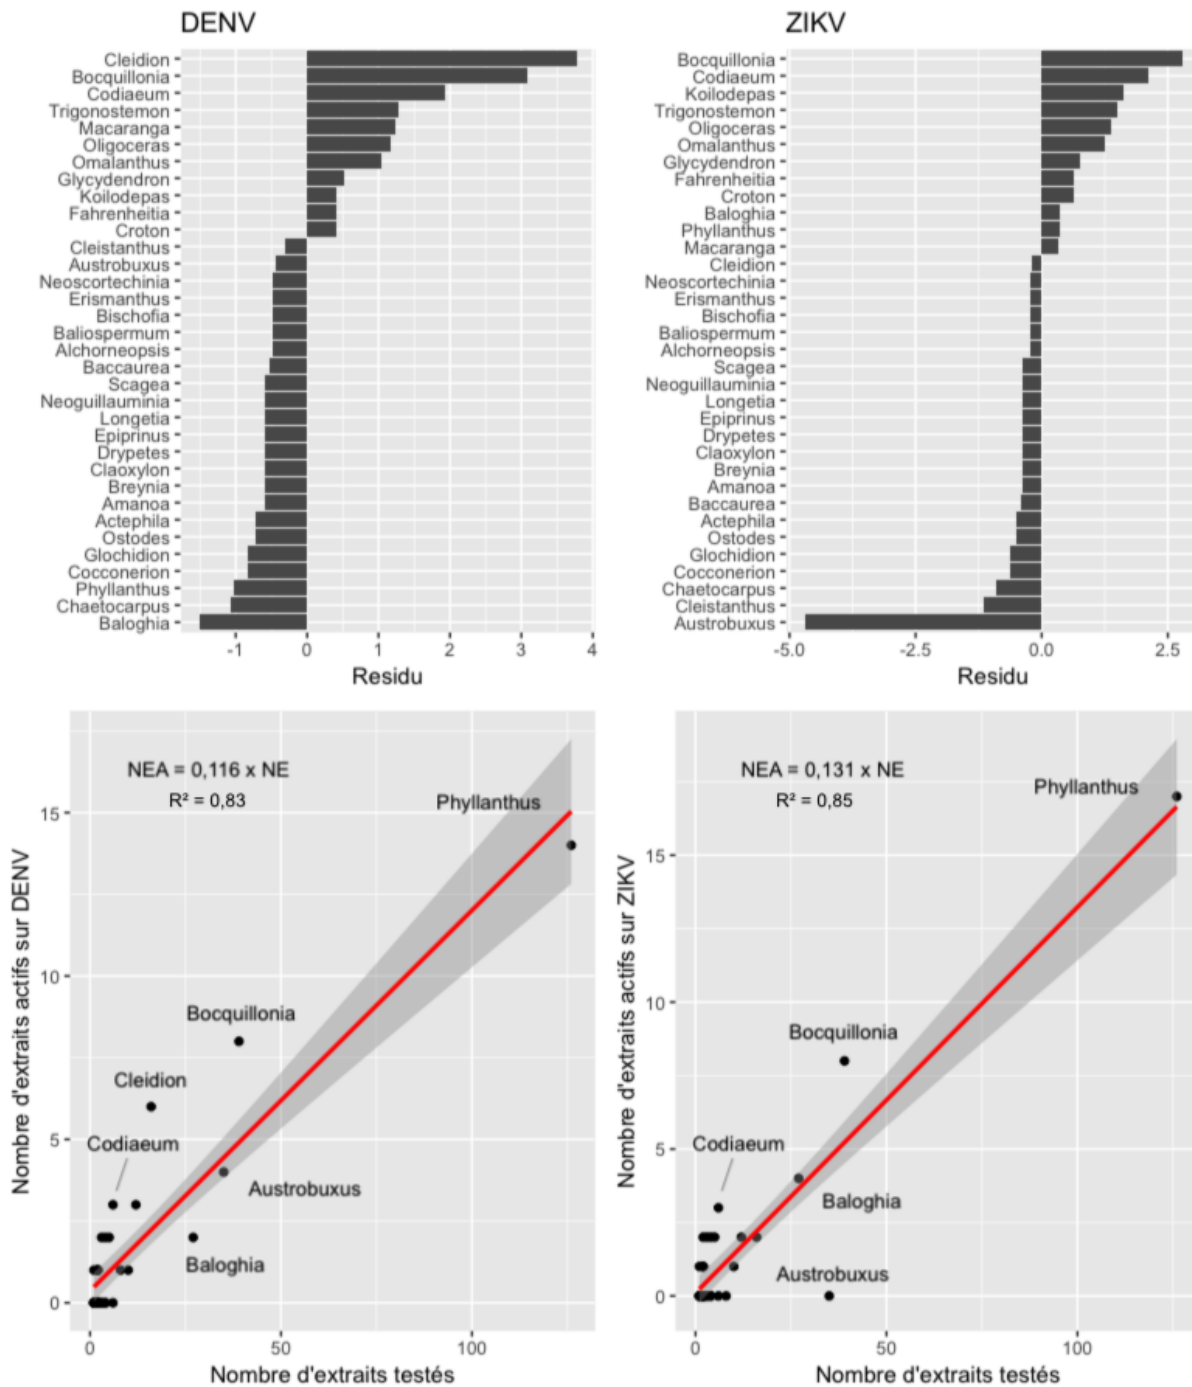 DENV
Cleidion
Bocquillonia
Codiaeum
Trigonostemon
Macaranga
Oligoceras
Omalanthus
Glycydendron
Koilodepas
Fahrenheitia
Croton
Cleistanthus
Austrobuxus
Neoscortechinia
Erismanthus
Bischofia
Baliospermum
Alchorneopsis
Baccaurea
Scagea
Neoguillauminia
Longetia
Epiprinus
Drypetes
Claoxylon
Breynia
Amanoa
Actephila
Ostodes
Glochidion
Cocconerion
Phyllanthus
Chaetocarpus
Baloghia
-1 0 1 2 3 4
Residu
ZIKV
Bocquillonia
Codiaeum
Koilodepas
Trigonostemon
Oligoceras
Omalanthus
Glycydendron
Fahrenheitia
Croton
Baloghia
Phyllanthus
Macaranga
Cleidion
Neoscortechinia
Erismanthus
Bischofia
Baliospermum
Alchorneopsis
Scagea
Neoguillauminia
Longetia
Epiprinus
Drypetes
Claoxylon
Breynia
Amanoa
Baccaurea
Actephila
Ostodes
Glochidion
Cocconerion
Chaetocarpus
Cleistanthus
Austrobuxus
-5.0 -2.5 0.0 2.5
Residu
Nombre d'extraits actifs sur DENV
NEA = 0,116 x NE
R² = 0,83
Phyllanthus
15
10
Bocquillonia
Cleidion
Codiaeum
5
Austrobuxus
Baloghia
0
0 50 100
Nombre d'extraits testés
Nombre d'extraits actifs sur ZIKV
NEA = 0,131 x NE
R² = 0,85
Phyllanthus
15
10
Bocquillonia
Codiaeum
5
Baloghia
Austrobuxus
0
0 50 100
Nombre d'extraits testés